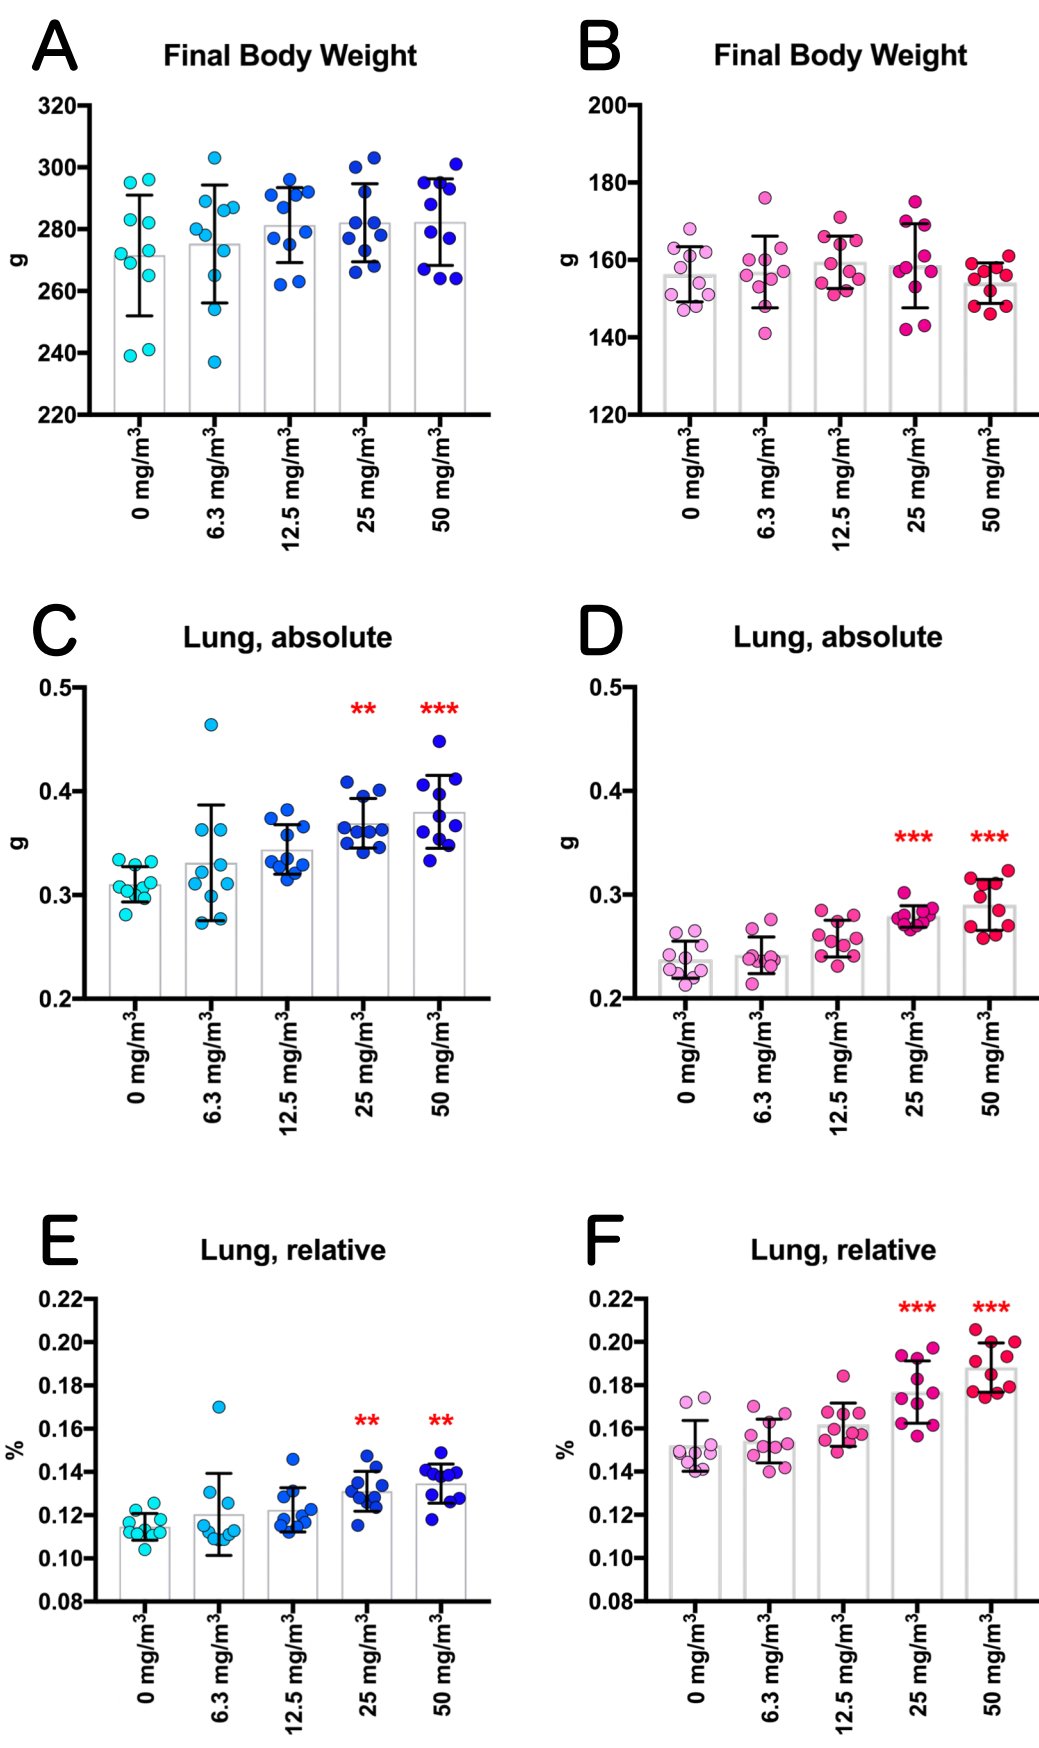 A
Final Body Weight
320
300
280
260
240
220
g
0 mg/m³
6.3 mg/m³
12.5 mg/m³
25 mg/m³
50 mg/m³
B
Final Body Weight
200
180
160
140
120
g
0 mg/m³
6.3 mg/m³
12.5 mg/m³
25 mg/m³
50 mg/m³
C
Lung, absolute
0.5
0.4
0.3
0.2
g
**
***
0 mg/m³
6.3 mg/m³
12.5 mg/m³
25 mg/m³
50 mg/m³
D
Lung, absolute
0.5
0.4
0.3
0.2
g
***
***
0 mg/m³
6.3 mg/m³
12.5 mg/m³
25 mg/m³
50 mg/m³
E
Lung, relative
0.22
0.20
0.18
0.16
0.14
0.12
0.10
0.08
%
**
**
0 mg/m³
6.3 mg/m³
12.5 mg/m³
25 mg/m³
50 mg/m³
F
Lung, relative
0.22
0.20
0.18
0.16
0.14
0.12
0.10
0.08
%
***
***
0 mg/m³
6.3 mg/m³
12.5 mg/m³
25 mg/m³
50 mg/m³